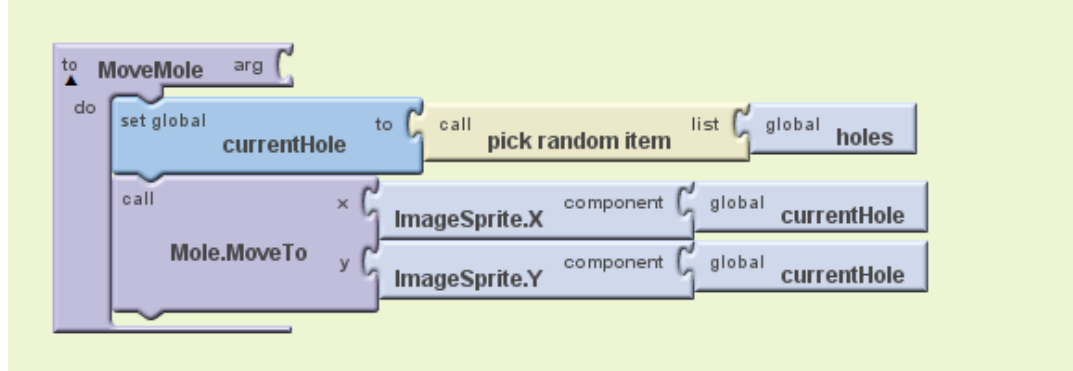 to MoveMole arg
do
set global currentHole to call pick random item list global holes
call Mole.MoveTo
x ImageSprite.X component global currentHole
y ImageSprite.Y component global currentHole